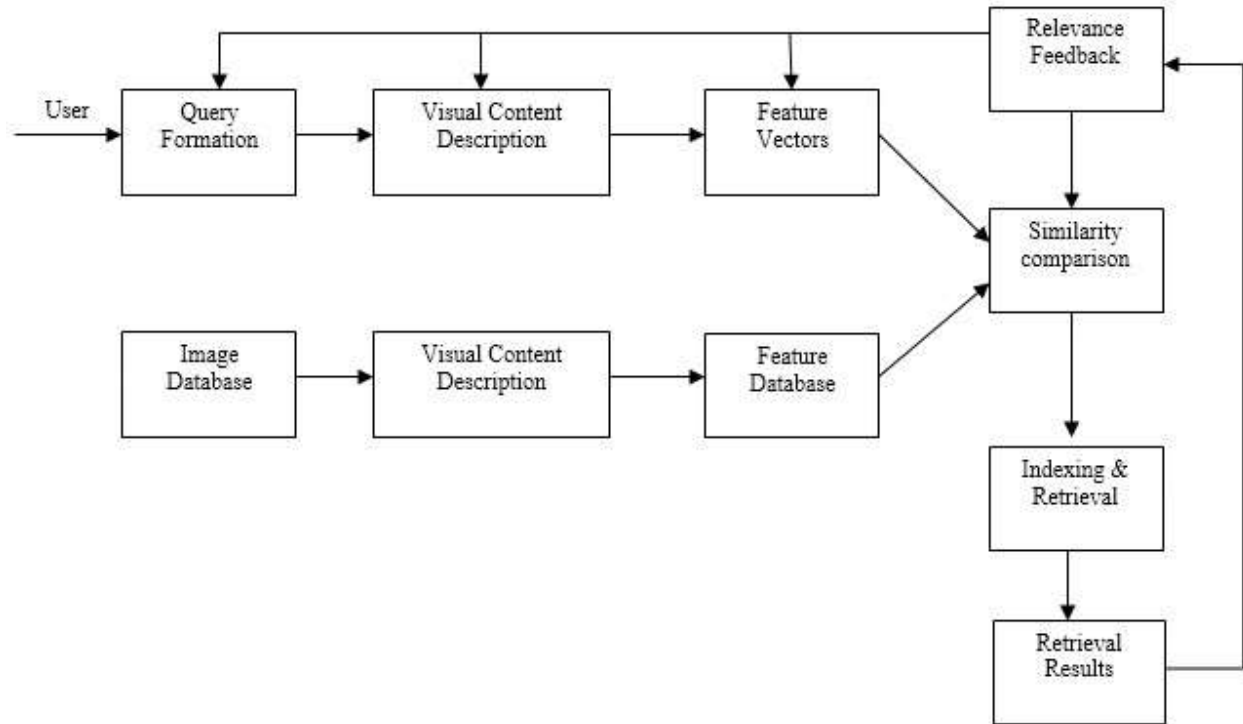 Relevance
Feedback
User
Query
Formation
Visual Content
Description
Feature
Vectors
Similarity
comparison
Image
Database
Visual Content
Description
Feature
Database
Indexing &
Retrieval
Retrieval
Results